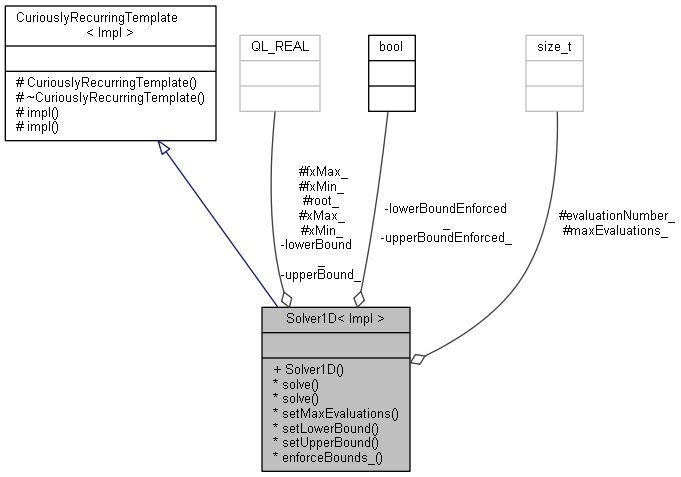 CuriouslyRecurringTemplate
< Impl >
# CuriouslyRecurringTemplate()
# ~CuriouslyRecurringTemplate()
# impl()
# impl()
QL_REAL
bool
size_t
#fxMax_
#fxMin_
#root_
#xMax_
#xMin_
-lowerBound
_
-upperBound_
-lowerBoundEnforced
_
-upperBoundEnforced_
#evaluationNumber_
#maxEvaluations_
Solver1D< Impl >
+ Solver1D()
* solve()
* solve()
* setMaxEvaluations()
* setLowerBound()
* setUpperBound()
* enforceBounds_()